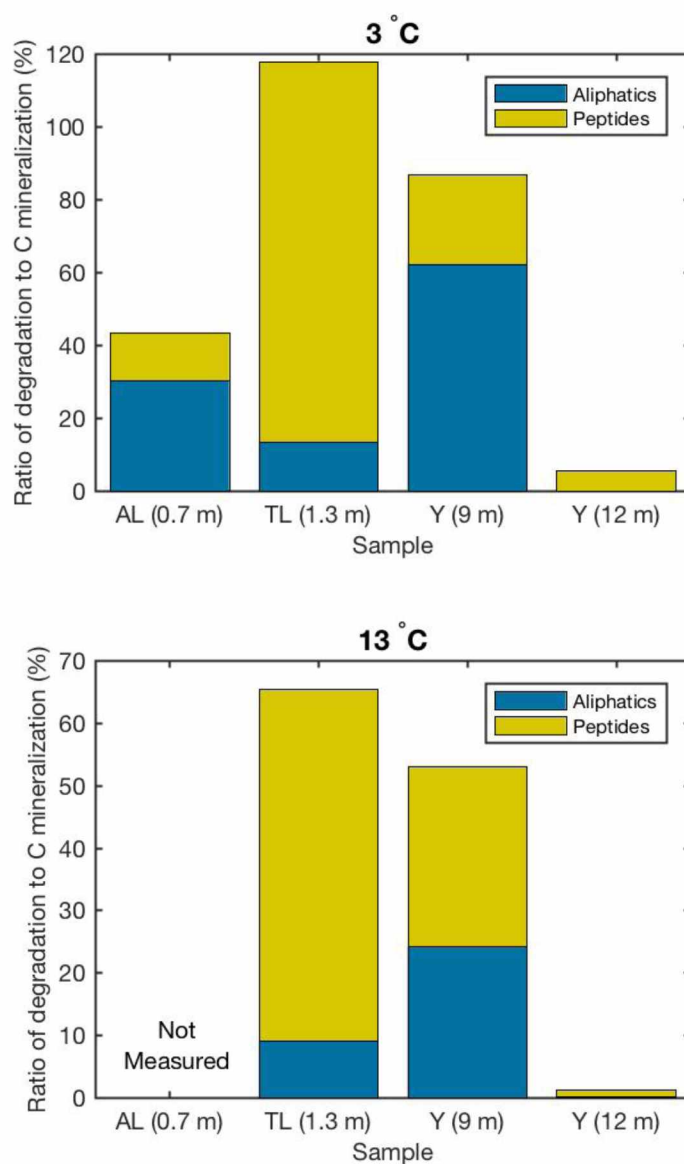 3 °C
Ratio of degradation to C mineralization (%)
120
100
80
60
40
20
0
Aliphatics
Peptides
AL (0.7 m) TL (1.3 m) Y (9 m) Y (12 m)
Sample
13 °C
Ratio of degradation to C mineralization (%)
70
60
50
40
30
20
10
0
Aliphatics
Peptides
Not
Measured
AL (0.7 m) TL (1.3 m) Y (9 m) Y (12 m)
Sample